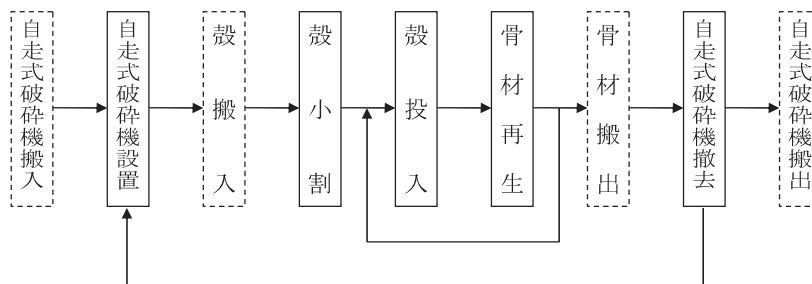 自走式破砕機搬入
自走式破砕機設置
殻搬入
殻小割
殻投入
骨材再生
骨材搬出
自走式破砕機撤去
自走式破砕機搬出